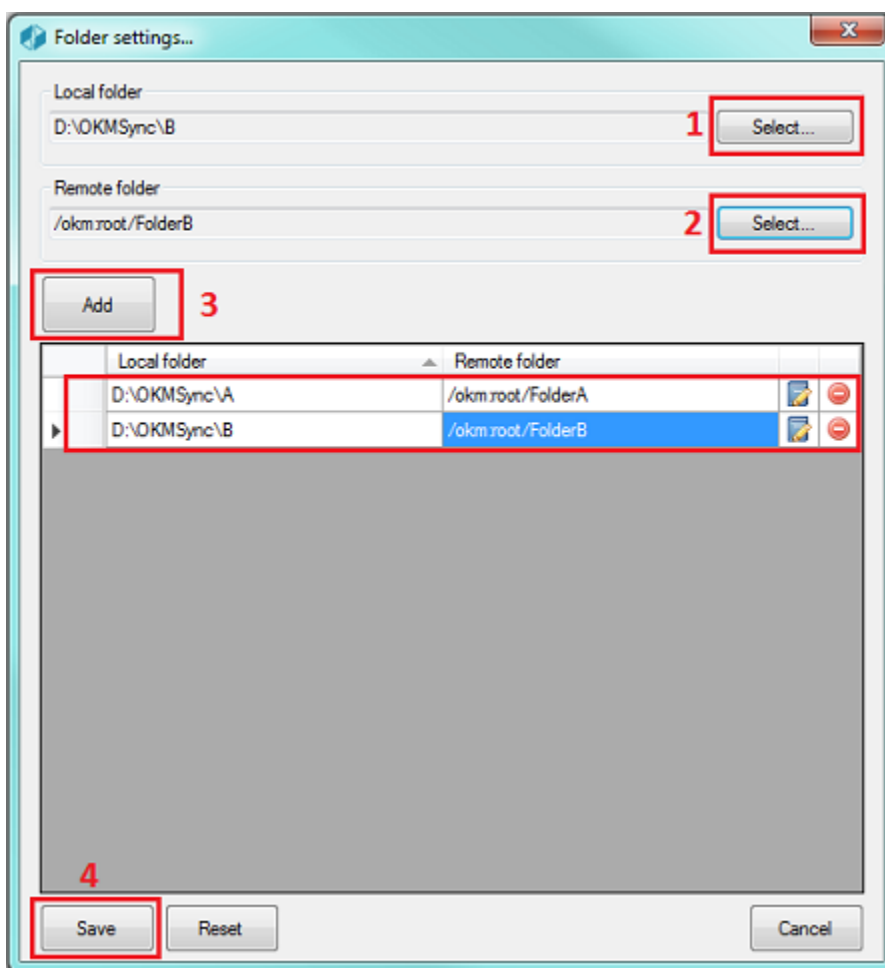 Folder settings...
Local folder
D:\OKMSync\B
1
Select...
Remote folder
/okm:root/FolderB
2
Select...
Add
3
Local folder Remote folder
D:\OKMSync\A /okm:root/FolderA
D:\OKMSync\B /okm:root/FolderB
4
Save Reset Cancel